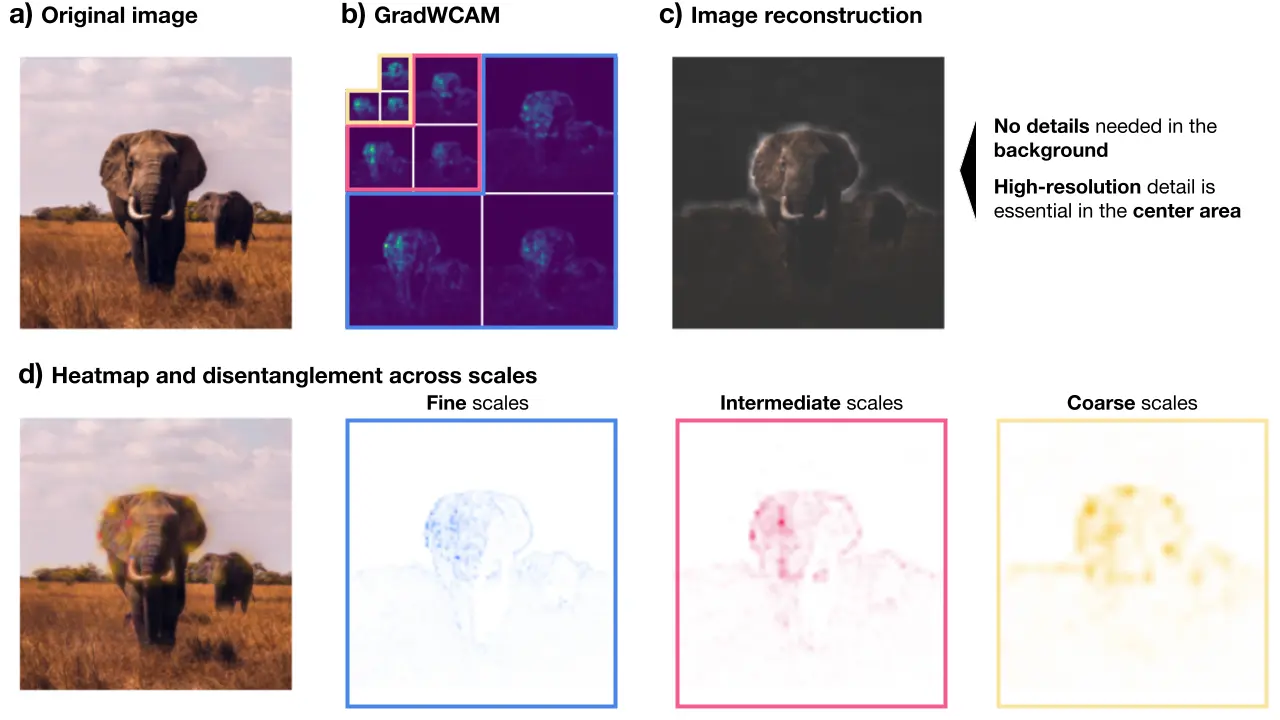 a) Original image
b) GradWCAM
c) Image reconstruction
No details needed in the
background
High-resolution detail is
essential in the center area
d) Heatmap and disentanglement across scales
Fine scales
Intermediate scales
Coarse scales